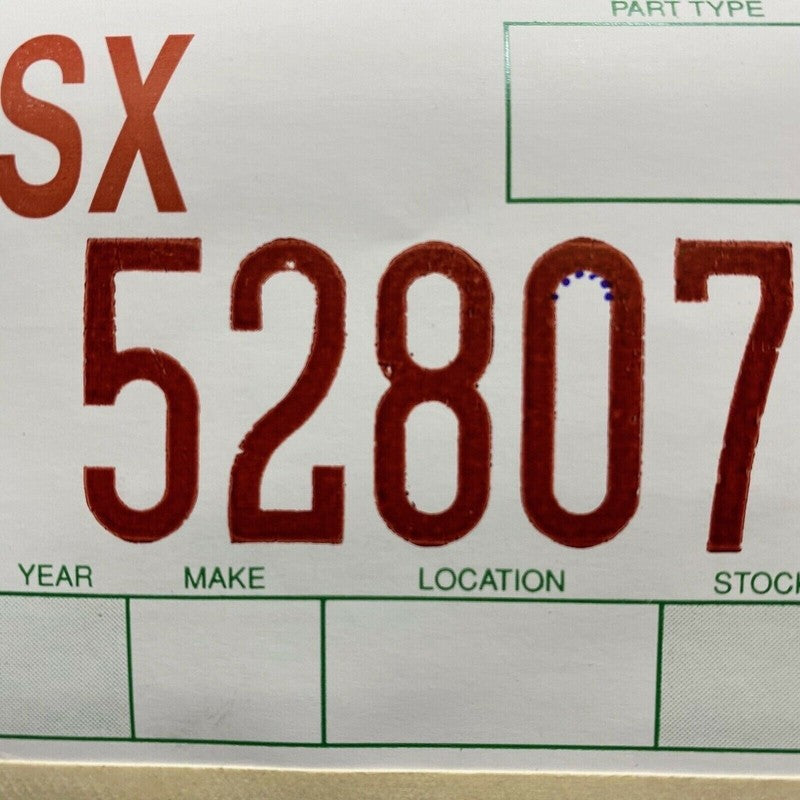 PART TYPE
SX
52807
YEAR MAKE LOCATION STOCK